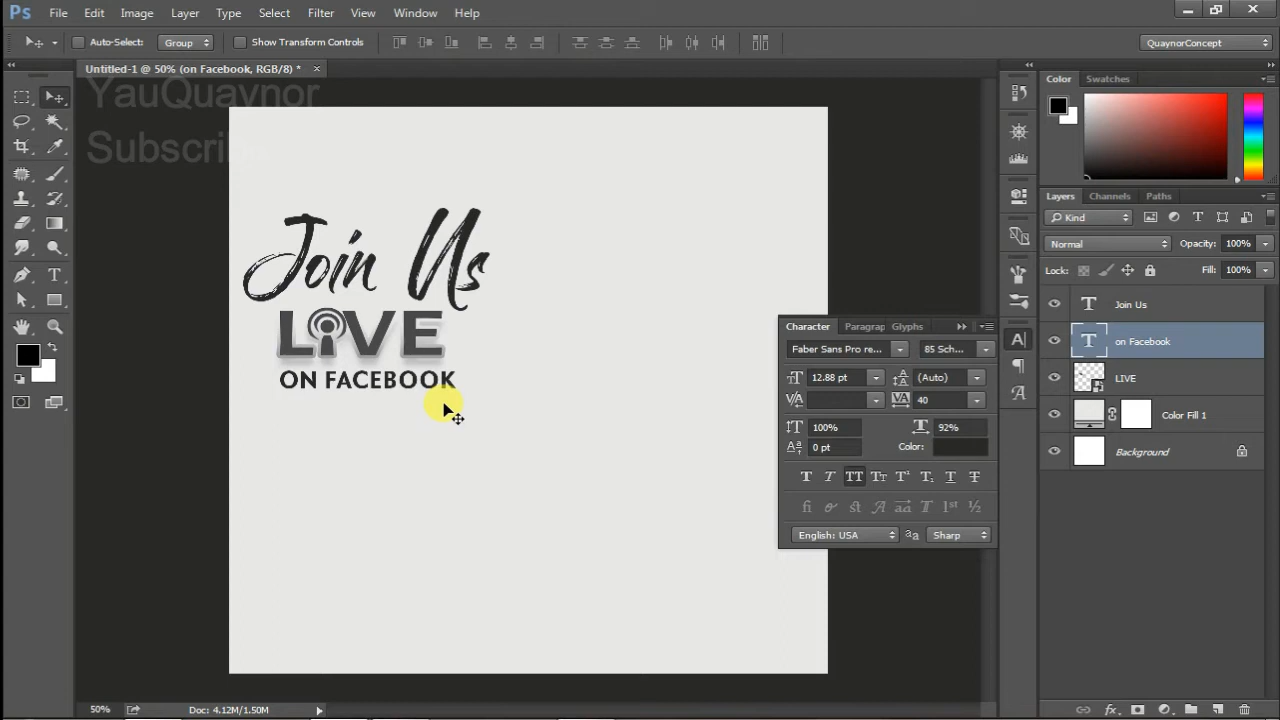 Ps File Edit Image Layer Type Select Filter View Window Help
Auto-Select: Group Show Transform Controls QuaynorConcept
Untitled-1 @ 50% (on Facebook, RGB/8) *
YauQuaynor
Subscribe
Join Us
LIVE
ON FACEBOOK
Character Paragrap Glyphs
Faber Sans Pro re... 85 Sch...
12.88 pt (Auto)
40
100% 92%
0 pt Color:
English: USA Sharp
Color Swatches
Layers Channels Paths
Kind
Normal Opacity: 100%
Lock: Fill: 100%
Join Us
on Facebook
LIVE
Color Fill 1
Background
50% Doc: 4.12M/1.50M